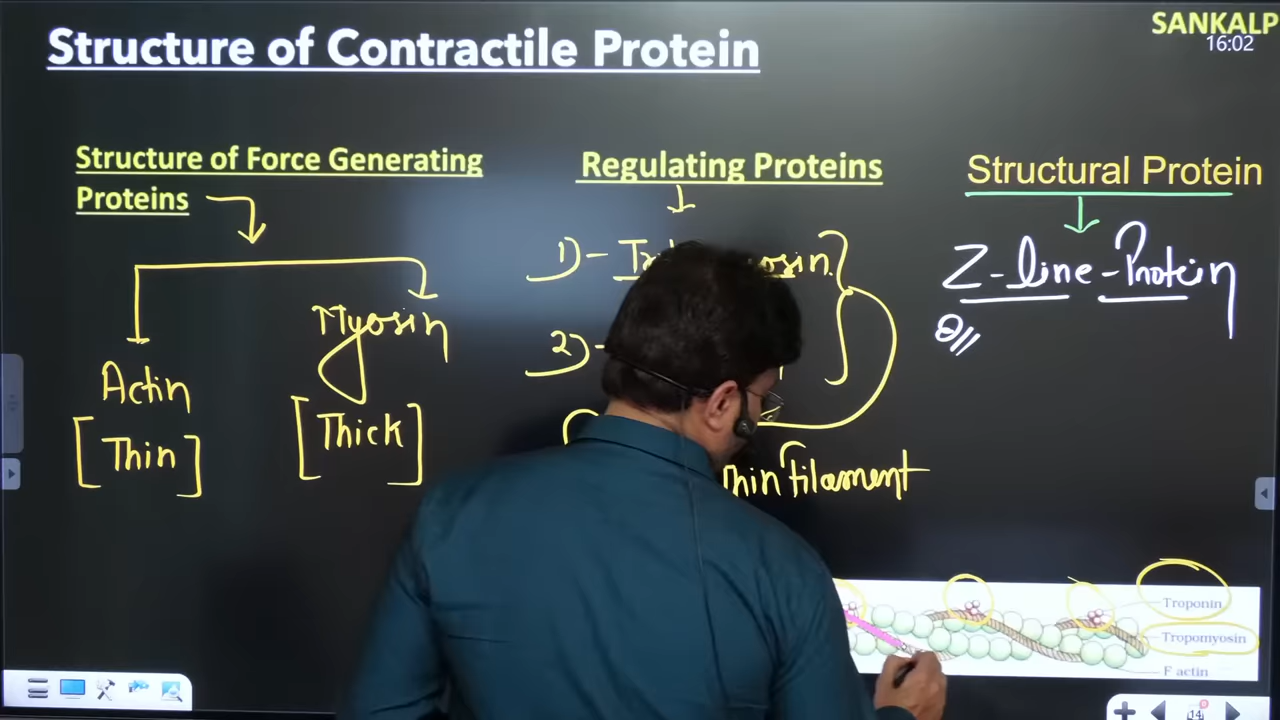 SANKALP
16:02
Structure of Contractile Protein
Structure of Force Generating
Proteins
Actin
[Thin]
Myosin
[Thick]
Regulating Proteins
1)-
2)-
Thin filament
Structural Protein
Z-line-Protein
Troponin
Tropomyosin
F actin
14